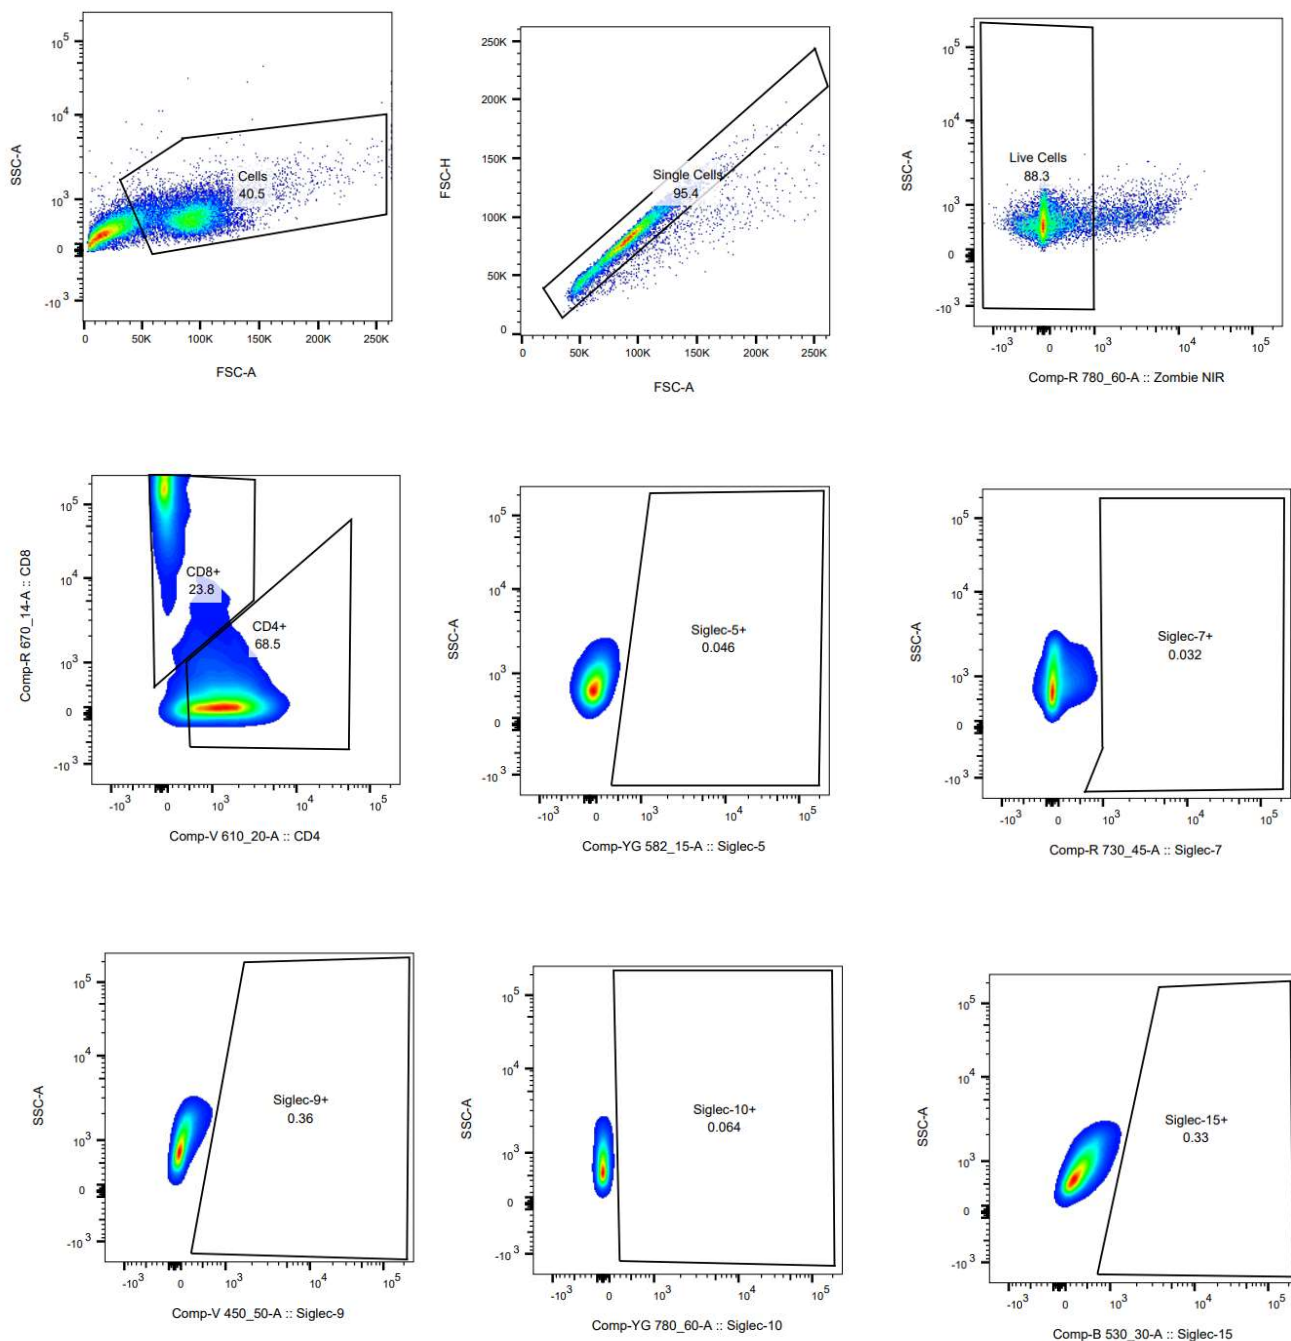 10 5
10 4
10 3
0
-10 3
SSC-A
Cells
40.5
0
50K
100K
150K
200K
250K
FSC-A
250K
200K
150K
100K
50K
0
FSC-H
Single Cells
95.4
0
50K
100K
150K
200K
250K
FSC-A
10 5
10 4
10 3
0
-10 3
SSC-A
Live Cells
88.3
-10 3
0
10 3
10 4
10 5
Comp-R 780_60-A :: Zombie NIR
10 5
10 4
10 3
0
-10 3
Comp-R 670_14-A :: CD8
CD8+
23.8
CD4+
68.5
-10 3
0
10 3
10 4
10 5
Comp-V 610_20-A :: CD4
10 5
10 4
10 3
0
-10 3
SSC-A
Siglec-5+
0.046
-10 3
0
10 3
10 4
10 5
Comp-YG 582_15-A :: Siglec-5
10 5
10 4
10 3
0
-10 3
SSC-A
Siglec-7+
0.032
-10 3
0
10 3
10 4
10 5
Comp-R 730_45-A :: Siglec-7
10 5
10 4
10 3
0
-10 3
SSC-A
Siglec-9+
0.36
-10 3
0
10 3
10 4
10 5
Comp-V 450_50-A :: Siglec-9
10 5
10 4
10 3
0
-10 3
SSC-A
Siglec-10+
0.064
-10 3
0
10 3
10 4
10 5
Comp-YG 780_60-A :: Siglec-10
10 5
10 4
10 3
0
-10 3
SSC-A
Siglec-15+
0.33
-10 3
0
10 3
10 4
10 5
Comp-B 530_30-A :: Siglec-15